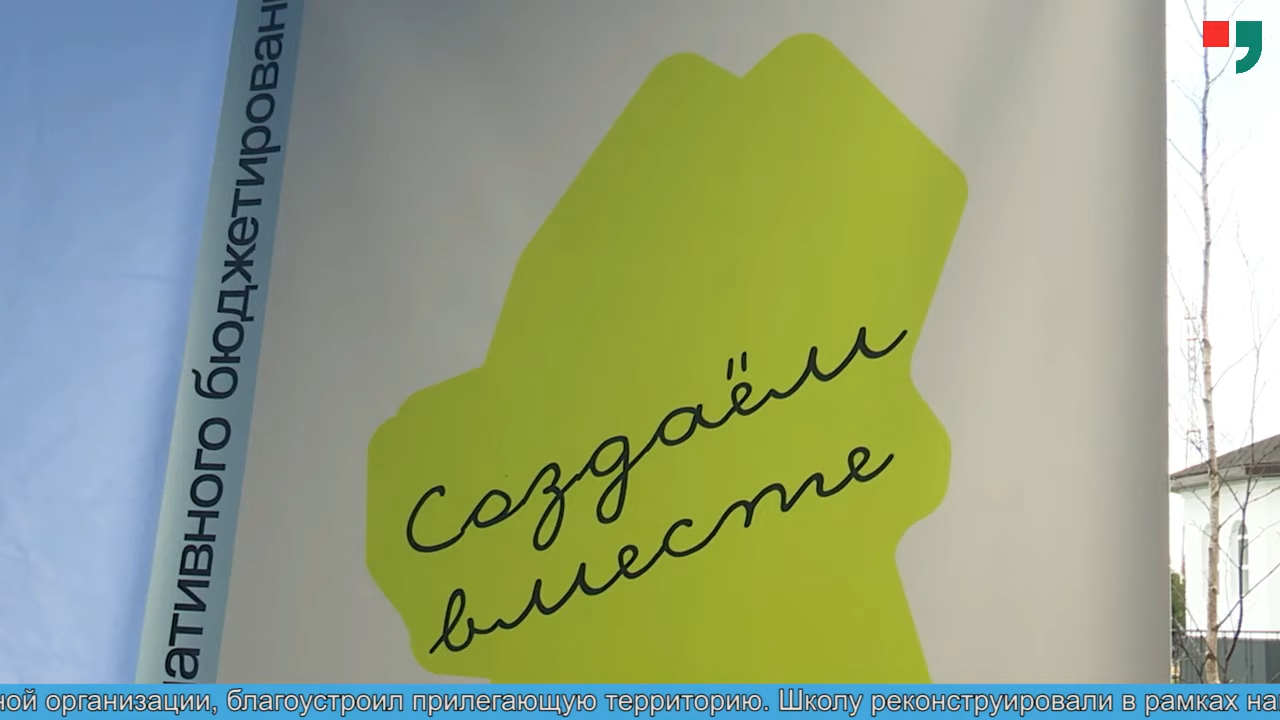 Создаём
вместе
ативного бюджетирован
ной организации, благоустроил прилегающую территорию. Школу реконструировали в рамках на